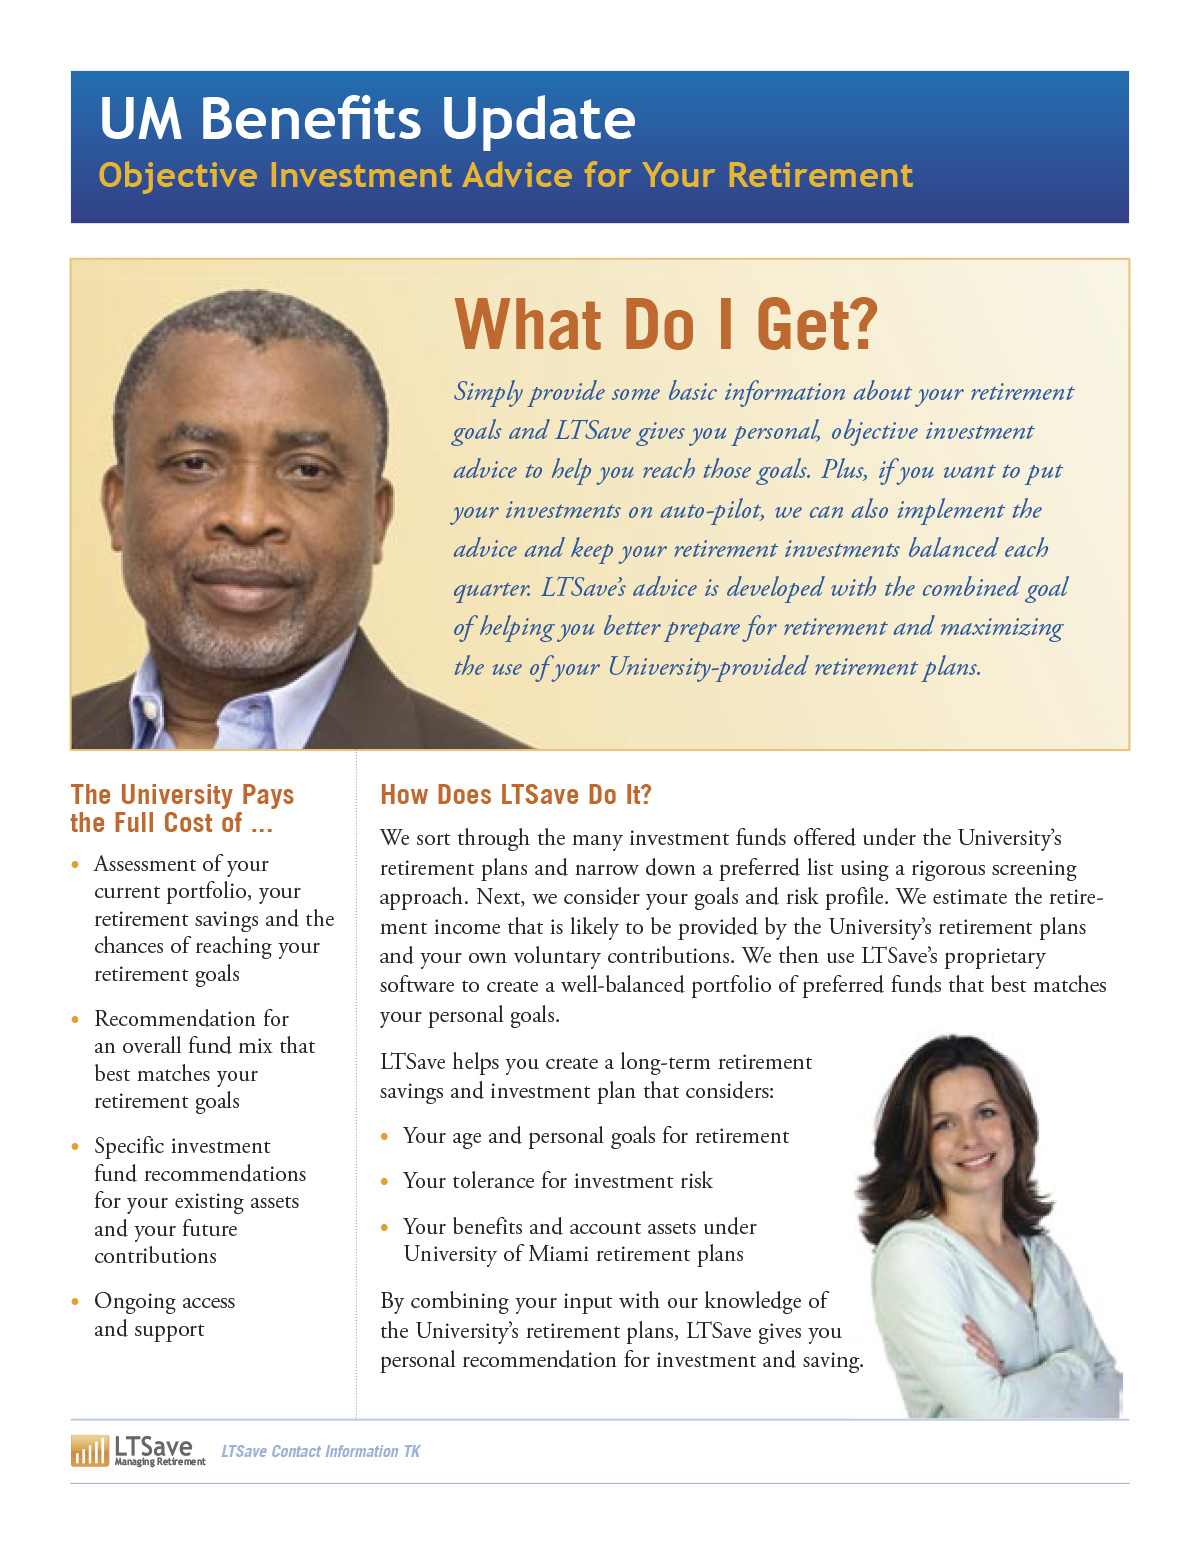 UM Benefits Update
Objective Investment Advice for Your Retirement
What Do I Get?
Simply provide some basic information about your retirement
goals and LTSave gives you personal, objective investment
advice to help you reach those goals. Plus, if you want to put
your investments on auto-pilot, we can also implement the
advice and keep your retirement investments balanced each
quarter. LTSave’s advice is developed with the combined goal
of helping you better prepare for retirement and maximizing
the use of your University-provided retirement plans.
The University Pays
the Full Cost of ...
• Assessment of your
current portfolio, your
retirement savings and the
chances of reaching your
retirement goals
• Recommendation for
an overall fund mix that
best matches your
retirement goals
• Specific investment
fund recommendations
for your existing assets
and your future
contributions
• Ongoing access
and support
How Does LTSave Do It?
We sort through the many investment funds offered under the University’s
retirement plans and narrow down a preferred list using a rigorous screening
approach. Next, we consider your goals and risk profile. We estimate the retire-
ment income that is likely to be provided by the University’s retirement plans
and your own voluntary contributions. We then use LTSave’s proprietary
software to create a well-balanced portfolio of preferred funds that best matches
your personal goals.
LTSave helps you create a long-term retirement
savings and investment plan that considers:
• Your age and personal goals for retirement
• Your tolerance for investment risk
• Your benefits and account assets under
University of Miami retirement plans
By combining your input with our knowledge of
the University’s retirement plans, LTSave gives you
personal recommendation for investment and saving.
LTSave
Managing Retirement
LTSave Contact Information TK